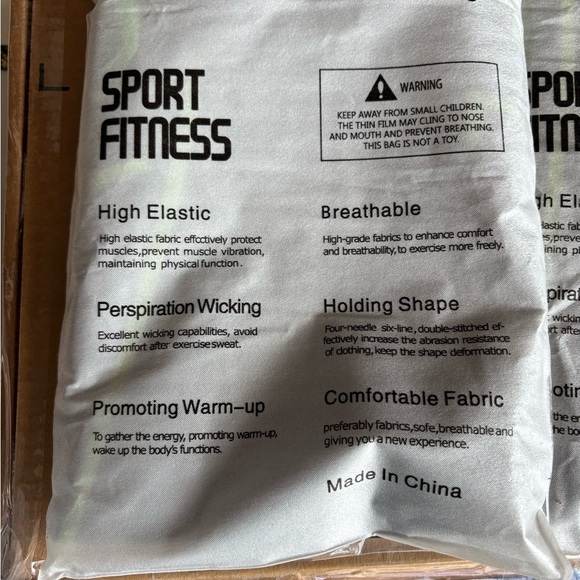 SPORT
FITNESS
WARNING
KEEP AWAY FROM SMALL CHILDREN.
THE THIN FILM MAY CLING TO NOSE
AND MOUTH AND PREVENT BREATHING.
THIS BAG IS NOT A TOY.
High Elastic
High elastic fabric effcctively protect
muscles,prevent muscle vibration,
maintaining physical function.
Breathable
High-grade fabrics to enhance comfort
and breathability,to exercise more freely.
Perspiration Wicking
Excellent wicking capabilities, avoid
discomfort after exercise sweat.
Holding Shape
Four-needle six-line, double-stitched ef-
fectively increase the abrasion resistance
of dothing, keep the shape deformation.
Promoting Warm-up
To gather the energy, promoting warm-up,
wake up the body's functions.
Comfortable Fabric
preferably fabrics,sofe,breathable and
giving you a new experience.
Made In China